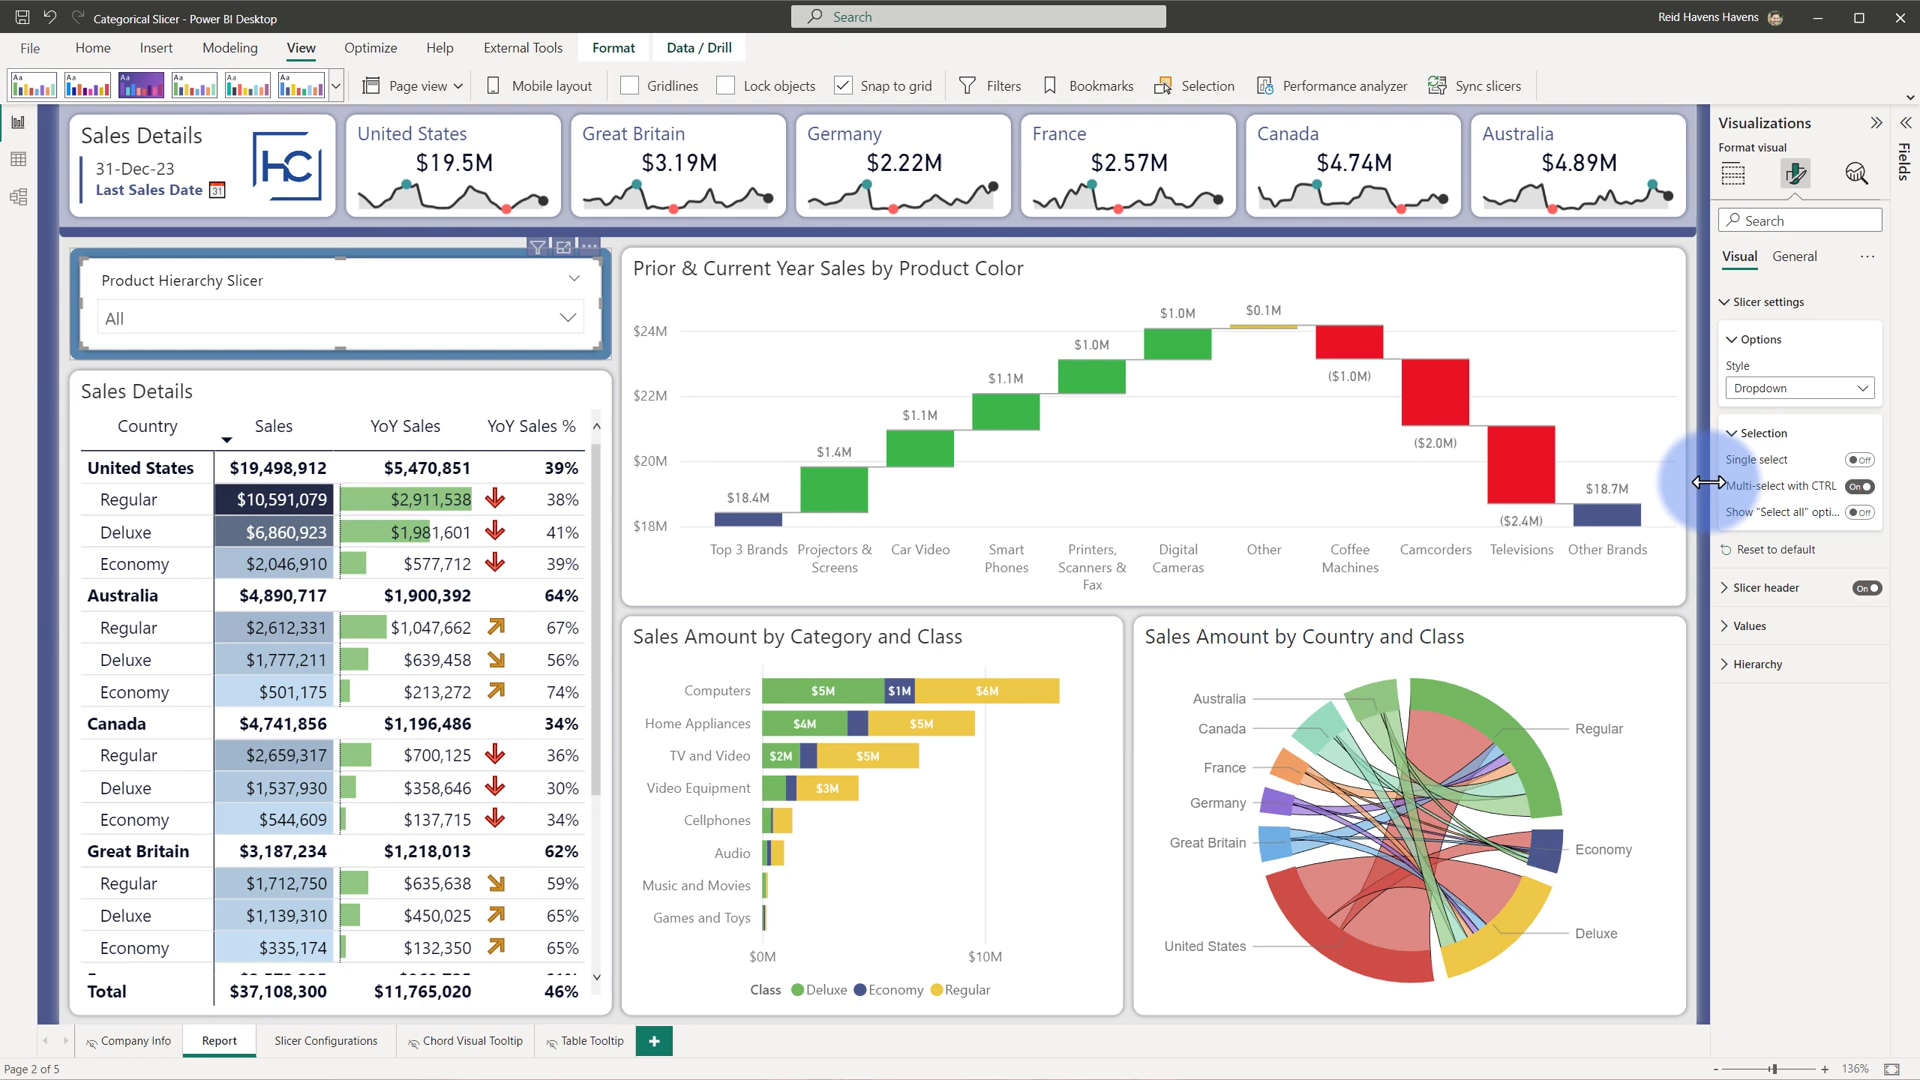 Categorical Slicer - Power BI Desktop
Search
Reid Havens Havens
File
Home
Insert
Modeling
View
Optimize
Help
External Tools
Format
Data / Drill
Aa
Aa
Aa
Aa
Aa
Aa
Page view
Mobile layout
Gridlines
Lock objects
Snap to grid
Filters
Bookmarks
Selection
Performance analyzer
Sync slicers
Sales Details
31-Dec-23
Last Sales Date
31
HC
United States
$19.5M
Great Britain
$3.19M
Germany
$2.22M
France
$2.57M
Canada
$4.74M
Australia
$4.89M
Product Hierarchy Slicer
All
Sales Details
Country Sales YoY Sales YoY Sales %
United States $19,498,912 $5,470,851 39%
Regular $10,591,079 $2,911,538 38%
Deluxe $6,860,923 $1,981,601 41%
Economy $2,046,910 $577,712 39%
Australia $4,890,717 $1,900,392 64%
Regular $2,612,331 $1,047,662 67%
Deluxe $1,777,211 $639,458 56%
Economy $501,175 $213,272 74%
Canada $4,741,856 $1,196,486 34%
Regular $2,659,317 $700,125 36%
Deluxe $1,537,930 $358,646 30%
Economy $544,609 $137,715 34%
Great Britain $3,187,234 $1,218,013 62%
Regular $1,712,750 $635,638 59%
Deluxe $1,139,310 $450,025 65%
Economy $335,174 $132,350 65%
Total $37,108,300 $11,765,020 46%
Prior & Current Year Sales by Product Color
$24M
$22M
$20M
$18M
$18.4M
$1.4M
$1.1M
$1.1M
$1.0M
$1.0M
$0.1M
($1.0M)
($2.0M)
($2.4M)
$18.7M
Top 3 Brands
Projectors &
Screens
Car Video
Smart
Phones
Printers,
Scanners &
Fax
Digital
Cameras
Other
Coffee
Machines
Camcorders
Televisions
Other Brands
Sales Amount by Category and Class
Computers $5M $1M $6M
Home Appliances $4M $5M
TV and Video $2M $5M
Video Equipment $3M
Cellphones
Audio
Music and Movies
Games and Toys
$0M $10M
Class Deluxe Economy Regular
Sales Amount by Country and Class
Australia
Canada
France
Germany
Great Britain
United States
Regular
Economy
Deluxe
Visualizations
Format visual
Search
Visual
General
Slicer settings
Options
Style
Dropdown
Selection
Single select Off
Multi-select with CTRL On
Show "Select all" opti... Off
Reset to default
Slicer header On
Values
Hierarchy
Fields
Company Info
Report
Slicer Configurations
Chord Visual Tooltip
Table Tooltip
Page 2 of 5
136%